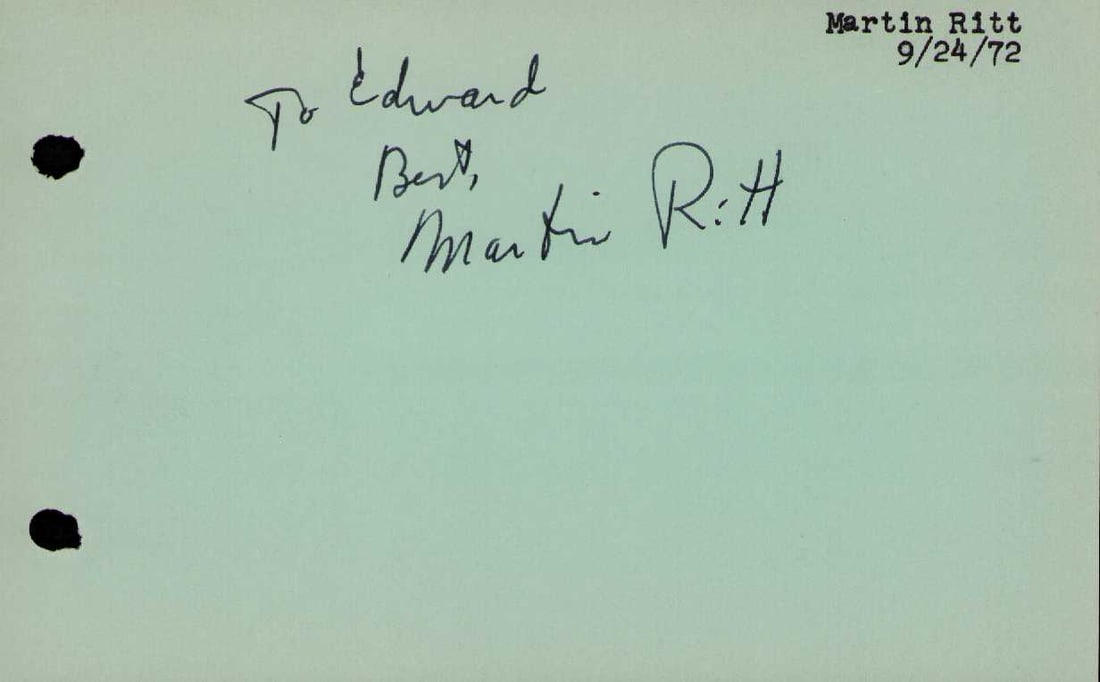 Martin Ritt
9/24/72
To Edward
Best,
Martin Ritt